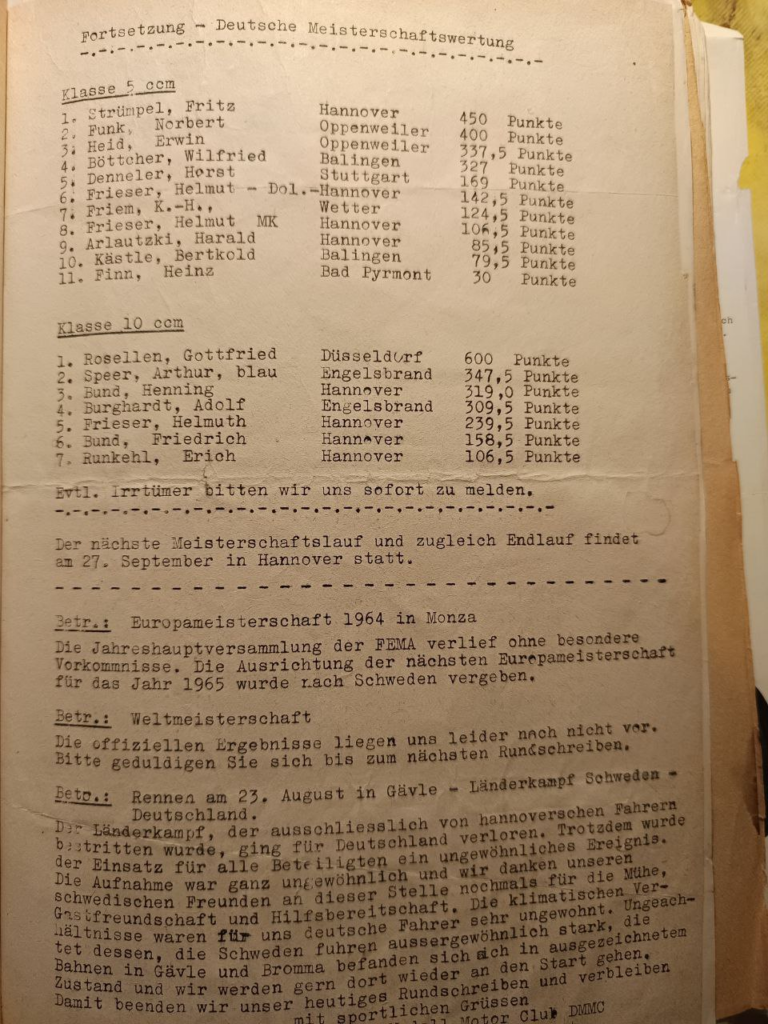 Fortsetzung - Deutsche Meisterschaftswertung
Klasse 5 ccm
1. Strümpel, Fritz Hannover 450 Punkte
2. Funk, Norbert Oppenweiler 400 Punkte
3. Heid, Erwin Oppenweiler 337,5 Punkte
4. Böttcher, Wilfried Balingen 327 Punkte
5. Denneler, Horst Stuttgart 169 Punkte
6. Frieser, Helmut - Dol.-Hannover 142,5 Punkte
7. Friem, K.-H., Wetter 124,5 Punkte
8. Frieser, Helmut MK Hannover 106,5 Punkte
9. Arlautzki, Harald Hannover 85,5 Punkte
10. Kästle, Bertkold Balingen 79,5 Punkte
11. Finn, Heinz Bad Pyrmont 30 Punkte
Klasse 10 ccm
1. Rosellen, Gottfried Düsseldorf 600 Punkte
2. Speer, Arthur, blau Engelsbrand 347,5 Punkte
3. Bund, Henning Hannover 319,0 Punkte
4. Burghardt, Adolf Engelsbrand 309,5 Punkte
5. Frieser, Helmuth Hannover 239,5 Punkte
6. Bund, Friedrich Hannover 158,5 Punkte
7. Runkehl, Erich Hannover 106,5 Punkte
Evtl. Irrtümer bitten wir uns sofort zu melden.
Der nächste Meisterschaftslauf und zugleich Endlauf findet
am 27. September in Hannover statt.
Betr.: Europameisterschaft 1964 in Monza
Die Jahreshauptversammlung der FEMA verlief ohne besondere
Vorkommnisse. Die Ausrichtung der nächsten Europameisterschaft
für das Jahr 1965 wurde nach Schweden vergeben.
Betr.: Weltmeisterschaft
Die offiziellen Ergebnisse liegen uns leider noch nicht vor.
Bitte geduldigen Sie sich bis zum nächsten Rundschreiben.
Betr.: Rennen am 23. August in Gävle - Länderkampf Schweden -
Deutschland.
Der Länderkampf, der ausschliesslich von hannoverschen Fahrern
bestritten wurde, ging für Deutschland verloren. Trotzdem wurde
der Einsatz für alle Beteiligten ein ungewöhnliches Ereignis.
Die Aufnahme war ganz ungewöhnlich und wir danken unseren
schwedischen Freunden an dieser Stelle nochmals für die Mühe,
Gastfreundschaft und Hilfsbereitschaft. Die klimatischen Ver-
hältnisse waren für uns deutsche Fahrer sehr ungewohnt. Ungeach-
tet dessen, die Schweden fuhren aussergewöhnlich stark, die
Bahnen in Gävle und Bromma befanden sich in ausgezeichnetem
Zustand und wir werden gern dort wieder an den Start gehen.
Damit beenden wir unser heutiges Rundschreiben und verbleiben
mit sportlichen Grüssen
Motor Club DMMC